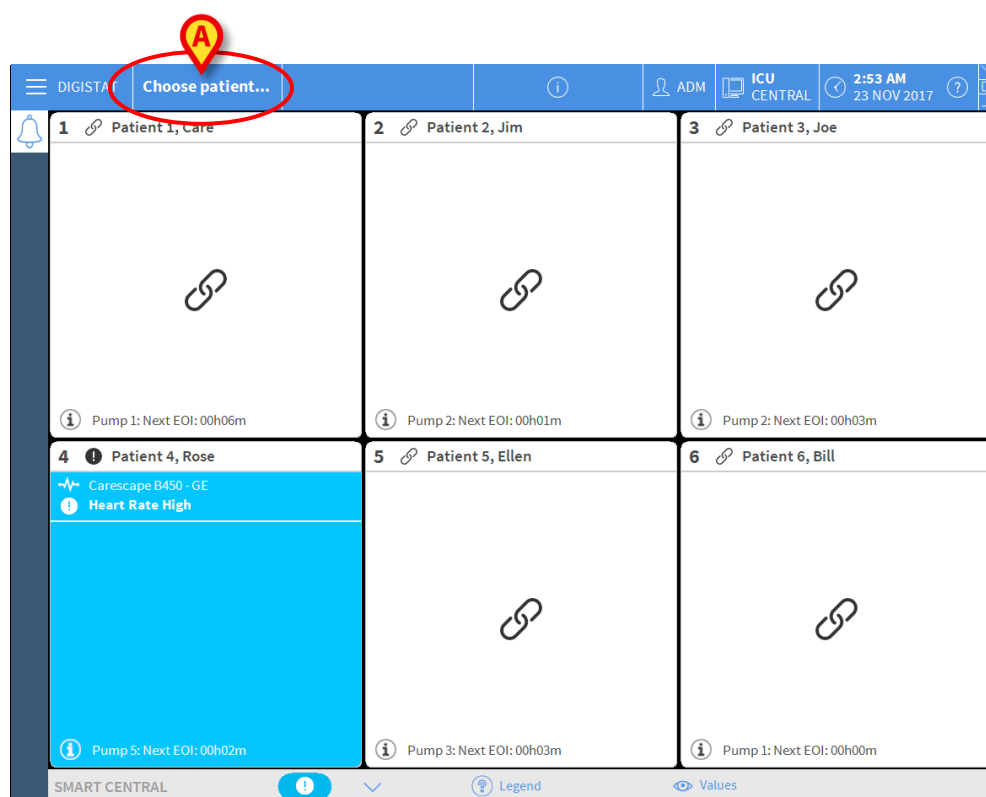 A
DIGISTAT Choose patient... ADM ICU CENTRAL 2:53 AM 23 NOV 2017
1 Patient 1, Care
2 Patient 2, Jim
3 Patient 3, Joe
Pump 1: Next EOI: 00h06m
Pump 2: Next EOI: 00h01m
Pump 2: Next EOI: 00h03m
4 Patient 4, Rose
5 Patient 5, Ellen
6 Patient 6, Bill
Carescape B450 - GE
Heart Rate High
Pump 5: Next EOI: 00h02m
Pump 3: Next EOI: 00h03m
Pump 1: Next EOI: 00h00m
SMART CENTRAL Legend Values